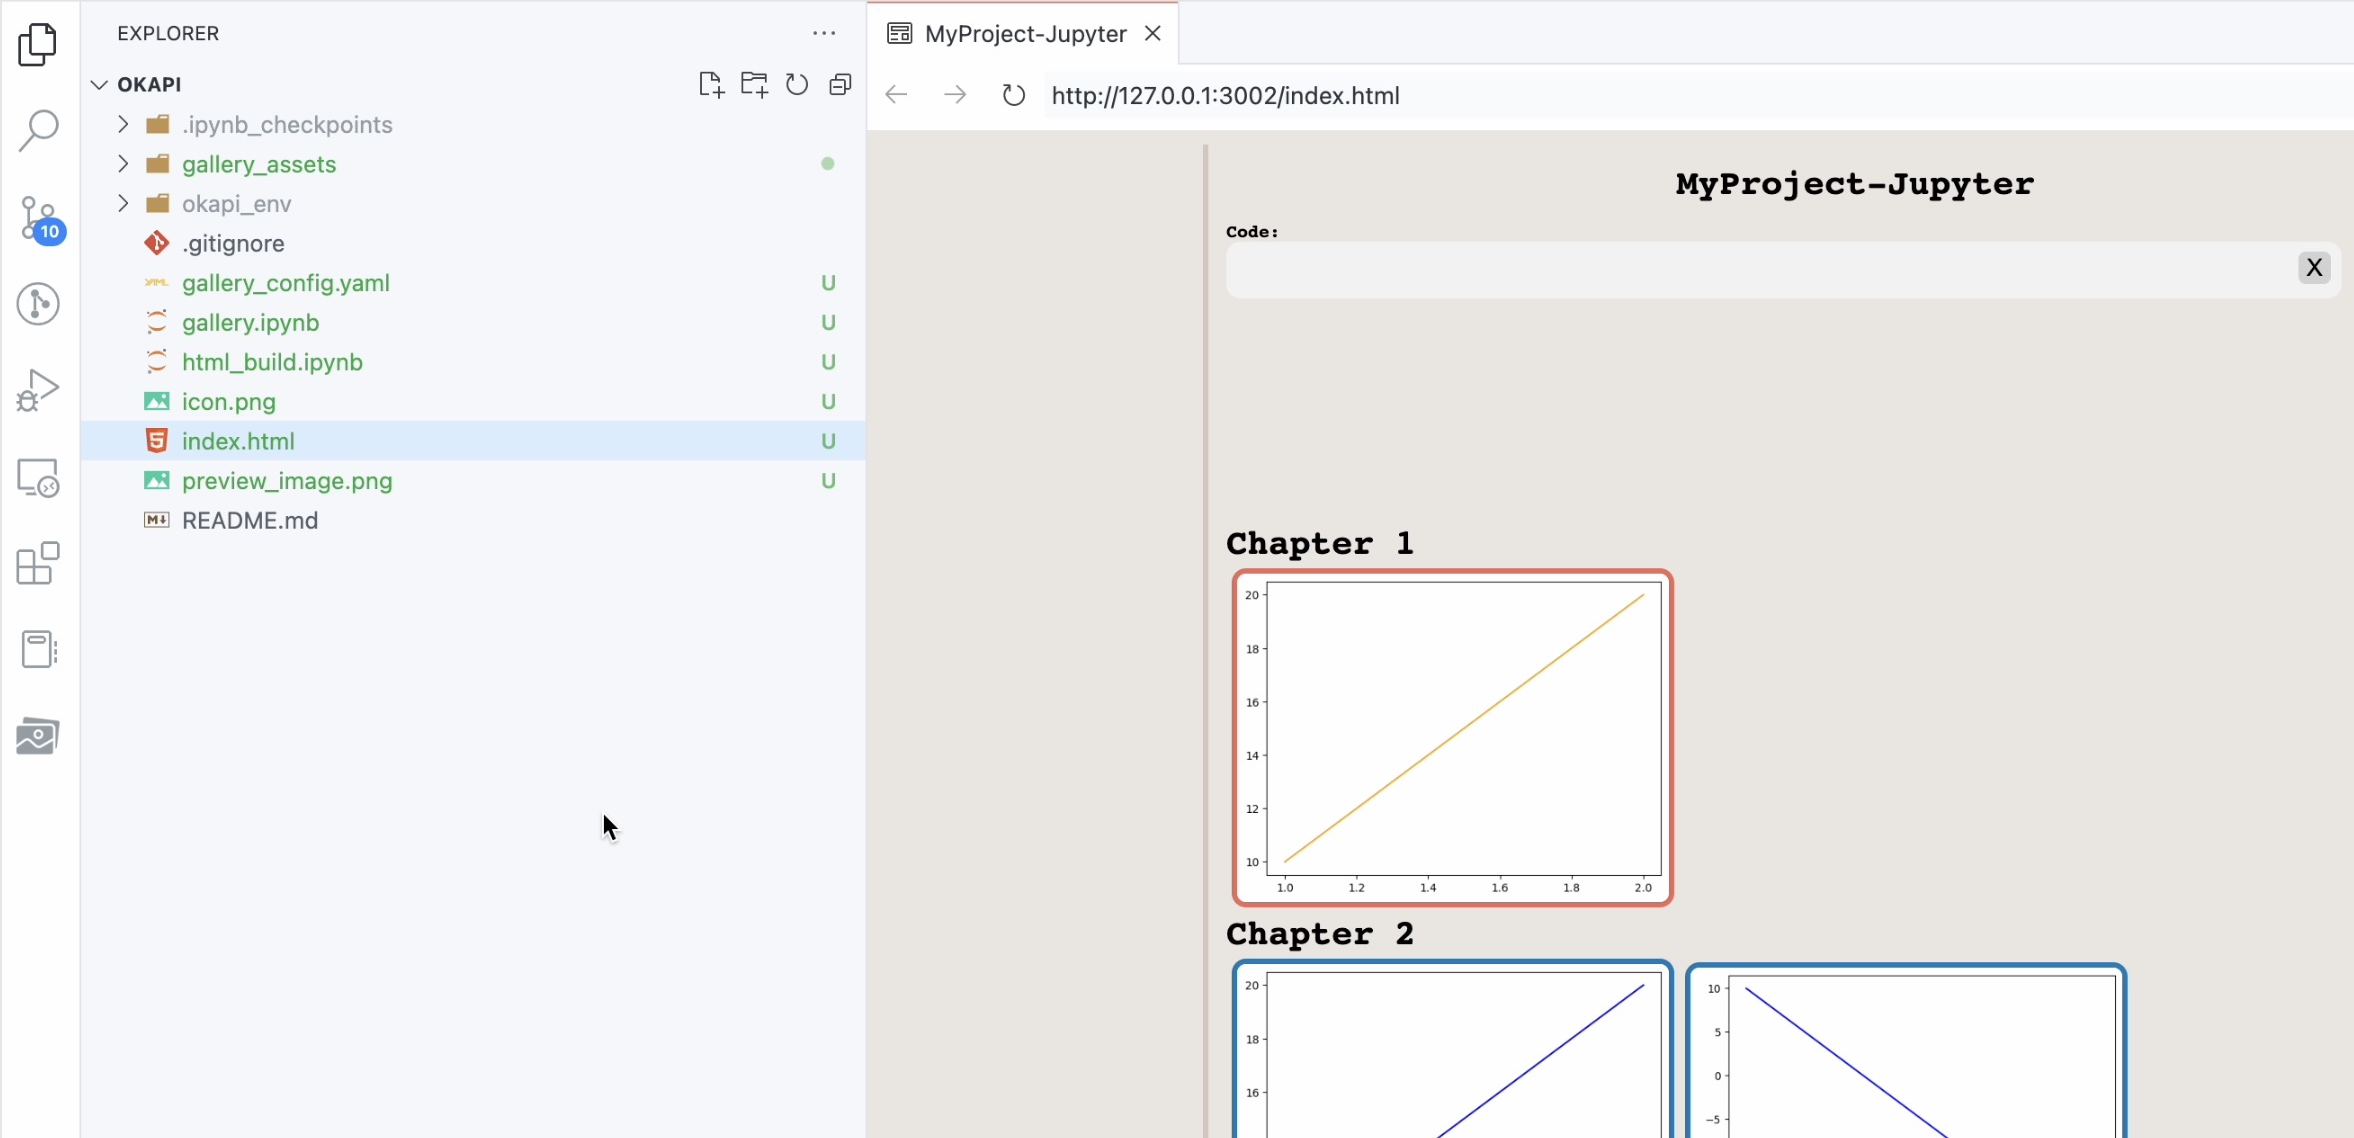 EXPLORER
OKAPI
.ipynb_checkpoints
gallery_assets
okapi_env
.gitignore
YML gallery_config.yaml U
gallery.ipynb U
html_build.ipynb U
icon.png U
5 index.html U
preview_image.png U
M↓ README.md
10
MyProject-Jupyter
http://127.0.0.1:3002/index.html
MyProject-Jupyter
Code:
X
Chapter 1
20
18
16
14
12
10
1.0 1.2 1.4 1.6 1.8 2.0
Chapter 2
20
18
16
10
5
0
−5